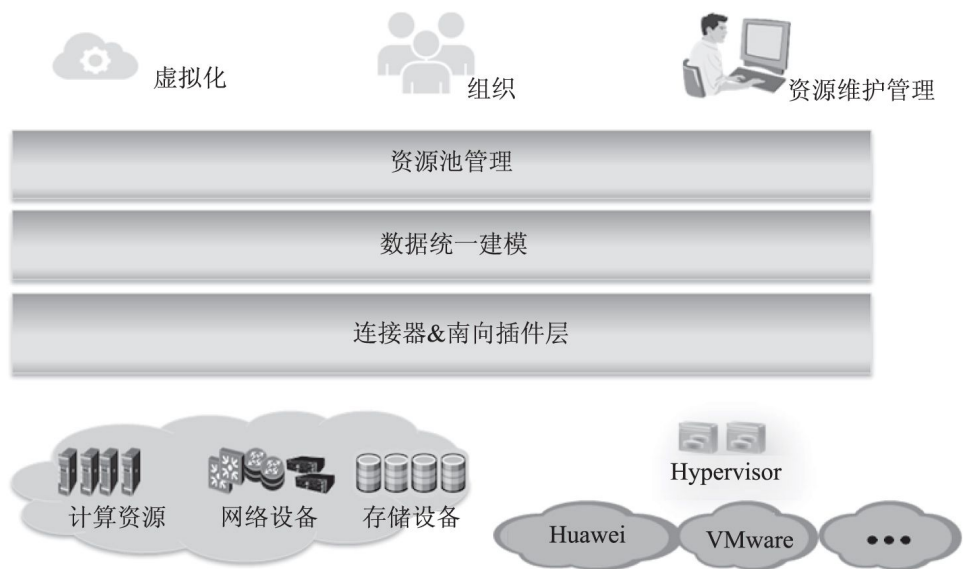 虚拟化
组织
资源维护管理
资源池管理
数据统一建模
连接器&南向插件层
Hypervisor
计算资源
网络设备
存储设备
Huawei
VMware
•••